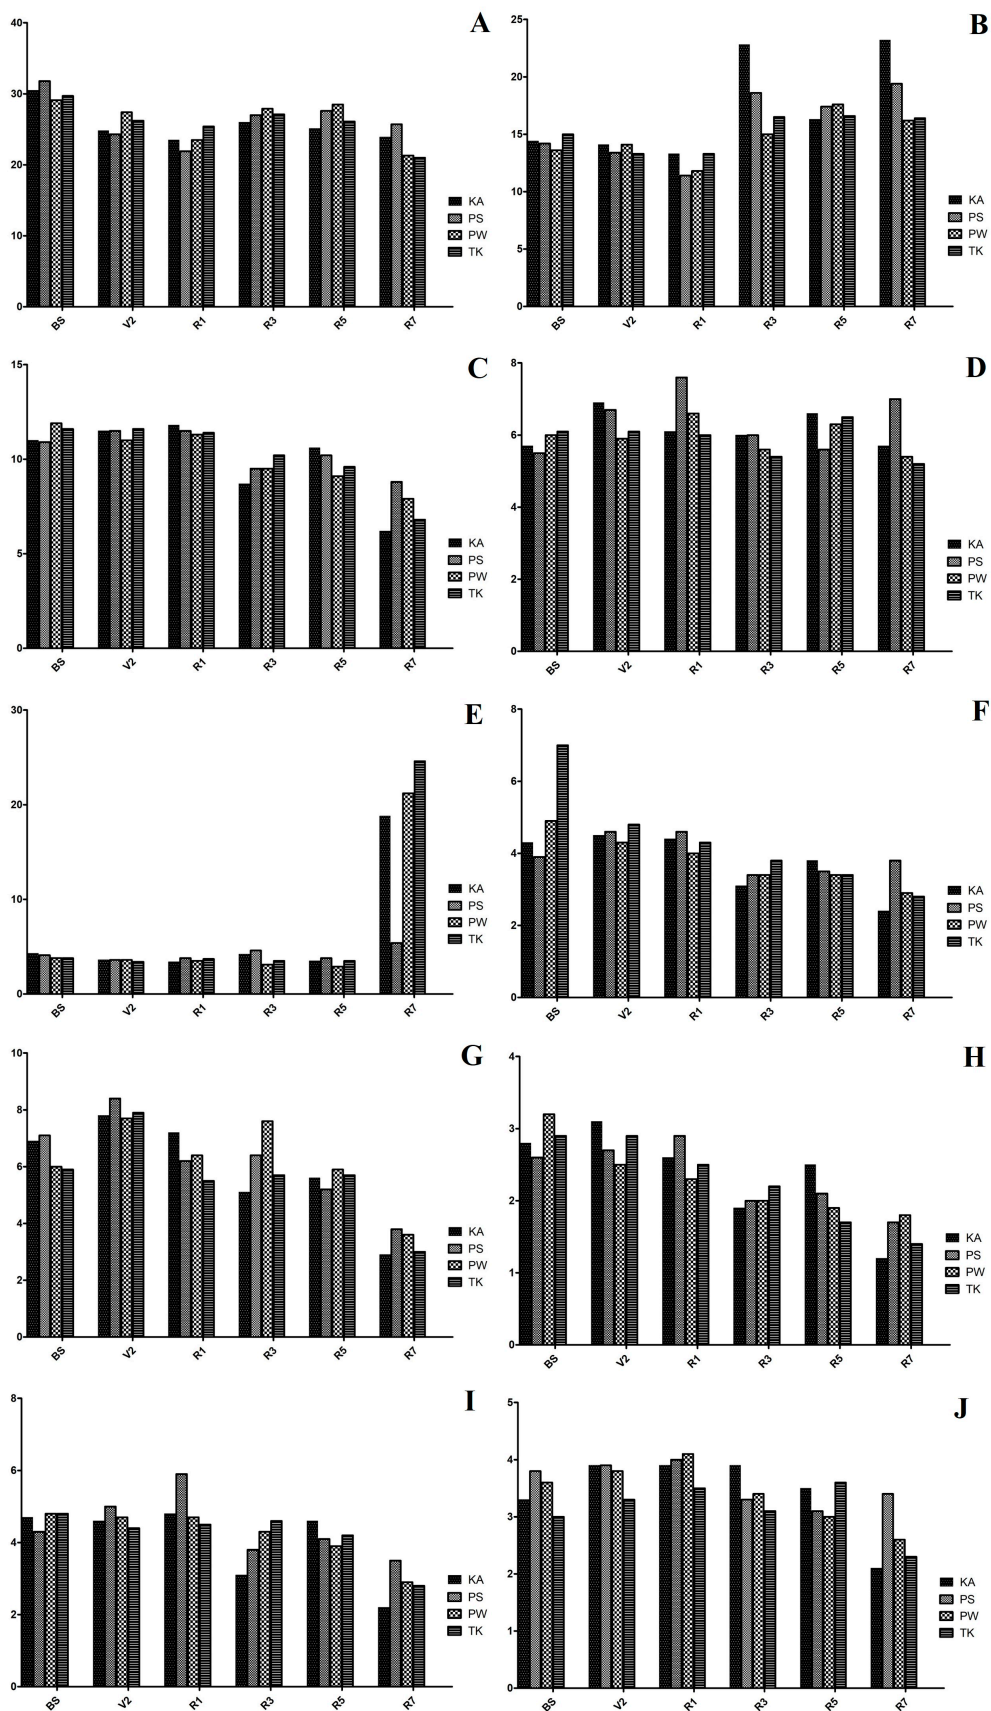 A
40
30
20
10
0
KA
PS
PW
TK
BS V2 R1 R3 R5 R7
B
25
20
15
10
5
0
KA
PS
PW
TK
BS V2 R1 R3 R5 R7
C
15
10
5
0
KA
PS
PW
TK
BS V2 R1 R3 R5 R7
D
8
6
4
2
0
KA
PS
PW
TK
BS V2 R1 R3 R5 R7
E
30
20
10
0
KA
PS
PW
TK
BS V2 R1 R3 R5 R7
F
8
6
4
2
0
KA
PS
PW
TK
BS V2 R1 R3 R5 R7
G
10
8
6
4
2
0
KA
PS
PW
TK
BS V2 R1 R3 R5 R7
H
4
3
2
1
0
KA
PS
PW
TK
BS V2 R1 R3 R5 R7
I
8
6
4
2
0
KA
PS
PW
TK
BS V2 R1 R3 R5 R7
J
5
4
3
2
1
0
KA
PS
PW
TK
BS V2 R1 R3 R5 R7